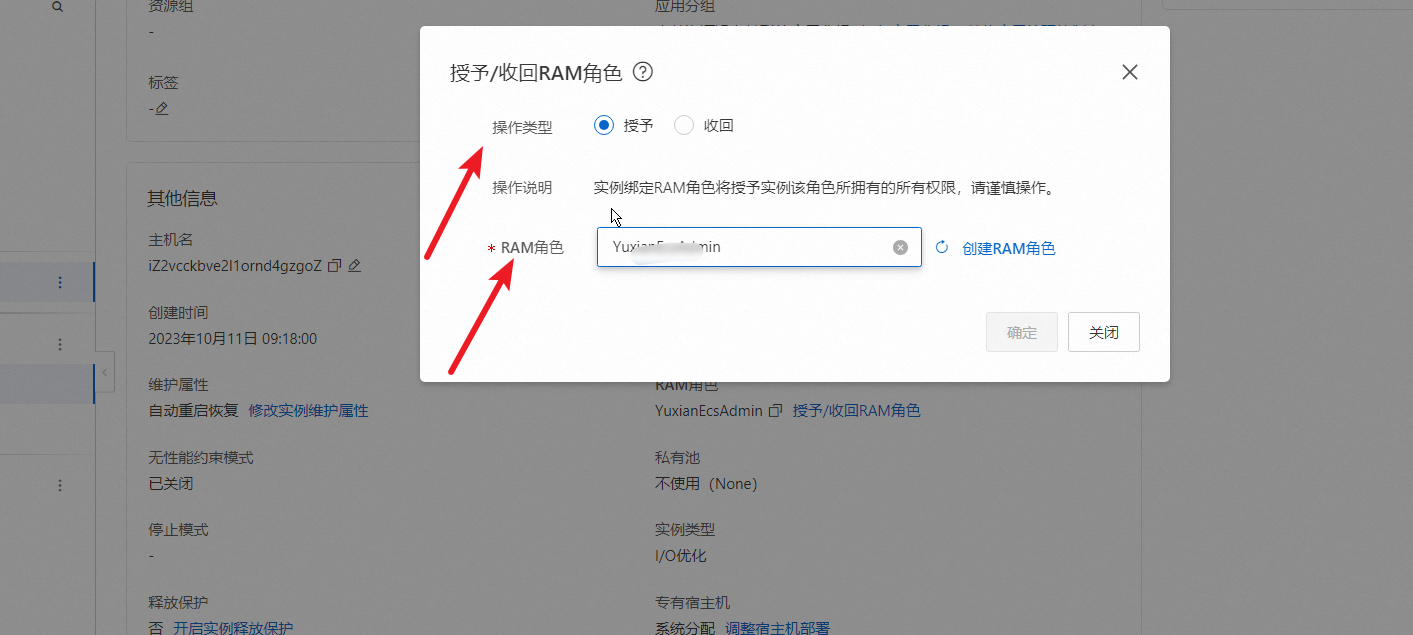 资源组
应用分组
-
标签
-
授予/收回RAM角色
操作类型 授予 收回
操作说明 实例绑定RAM角色将授予实例该角色所拥有的所有权限，请谨慎操作。
* RAM角色 创建RAM角色
确定 关闭
其他信息
主机名
iZ2vcckbve2l1ornd4gzgoZ
创建时间
2023年10月11日 09:18:00
维护属性
RAM角色
自动重启恢复 修改实例维护属性
YuxianEcsAdmin 授予/收回RAM角色
无性能约束模式
私有池
已关闭
不使用（None）
停止模式
实例类型
-
I/O优化
释放保护
专有宿主机
否 开启实例释放保护
系统分配 调整宿主机部署